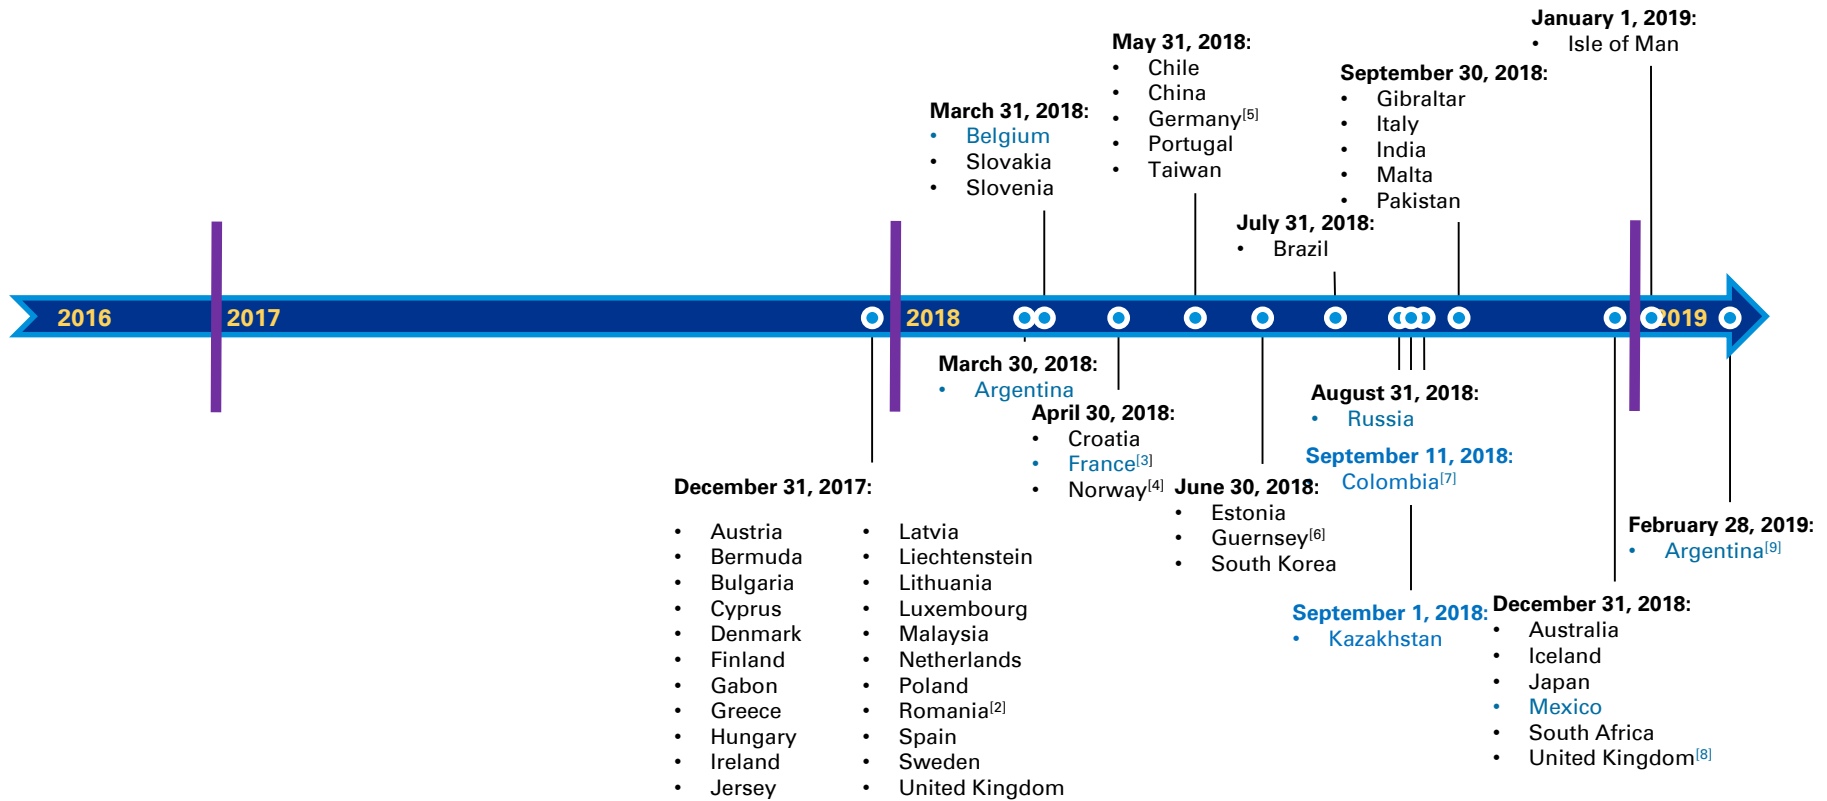 January 1, 2019:
• Isle of Man
May 31, 2018:
• Chile
• China
• Germany[5]
• Portugal
• Taiwan
September 30, 2018:
• Gibraltar
• Italy
• India
• Malta
• Pakistan
March 31, 2018:
• Belgium
• Slovakia
• Slovenia
July 31, 2018:
• Brazil
2016
2017
2018
2019
March 30, 2018:
• Argentina
April 30, 2018:
• Croatia
• France[3]
• Norway[4]
August 31, 2018:
• Russia
September 11, 2018:
Colombia[7]
December 31, 2017:
• Austria
• Bermuda
• Bulgaria
• Cyprus
• Denmark
• Finland
• Gabon
• Greece
• Hungary
• Ireland
• Jersey
• Latvia
• Liechtenstein
• Lithuania
• Luxembourg
• Malaysia
• Netherlands
• Poland
• Romania[2]
• Spain
• Sweden
• United Kingdom
June 30, 2018:
• Estonia
• Guernsey[6]
• South Korea
September 1, 2018:
• Kazakhstan
February 28, 2019:
• Argentina[9]
December 31, 2018:
• Australia
• Iceland
• Japan
• Mexico
• South Africa
• United Kingdom[8]